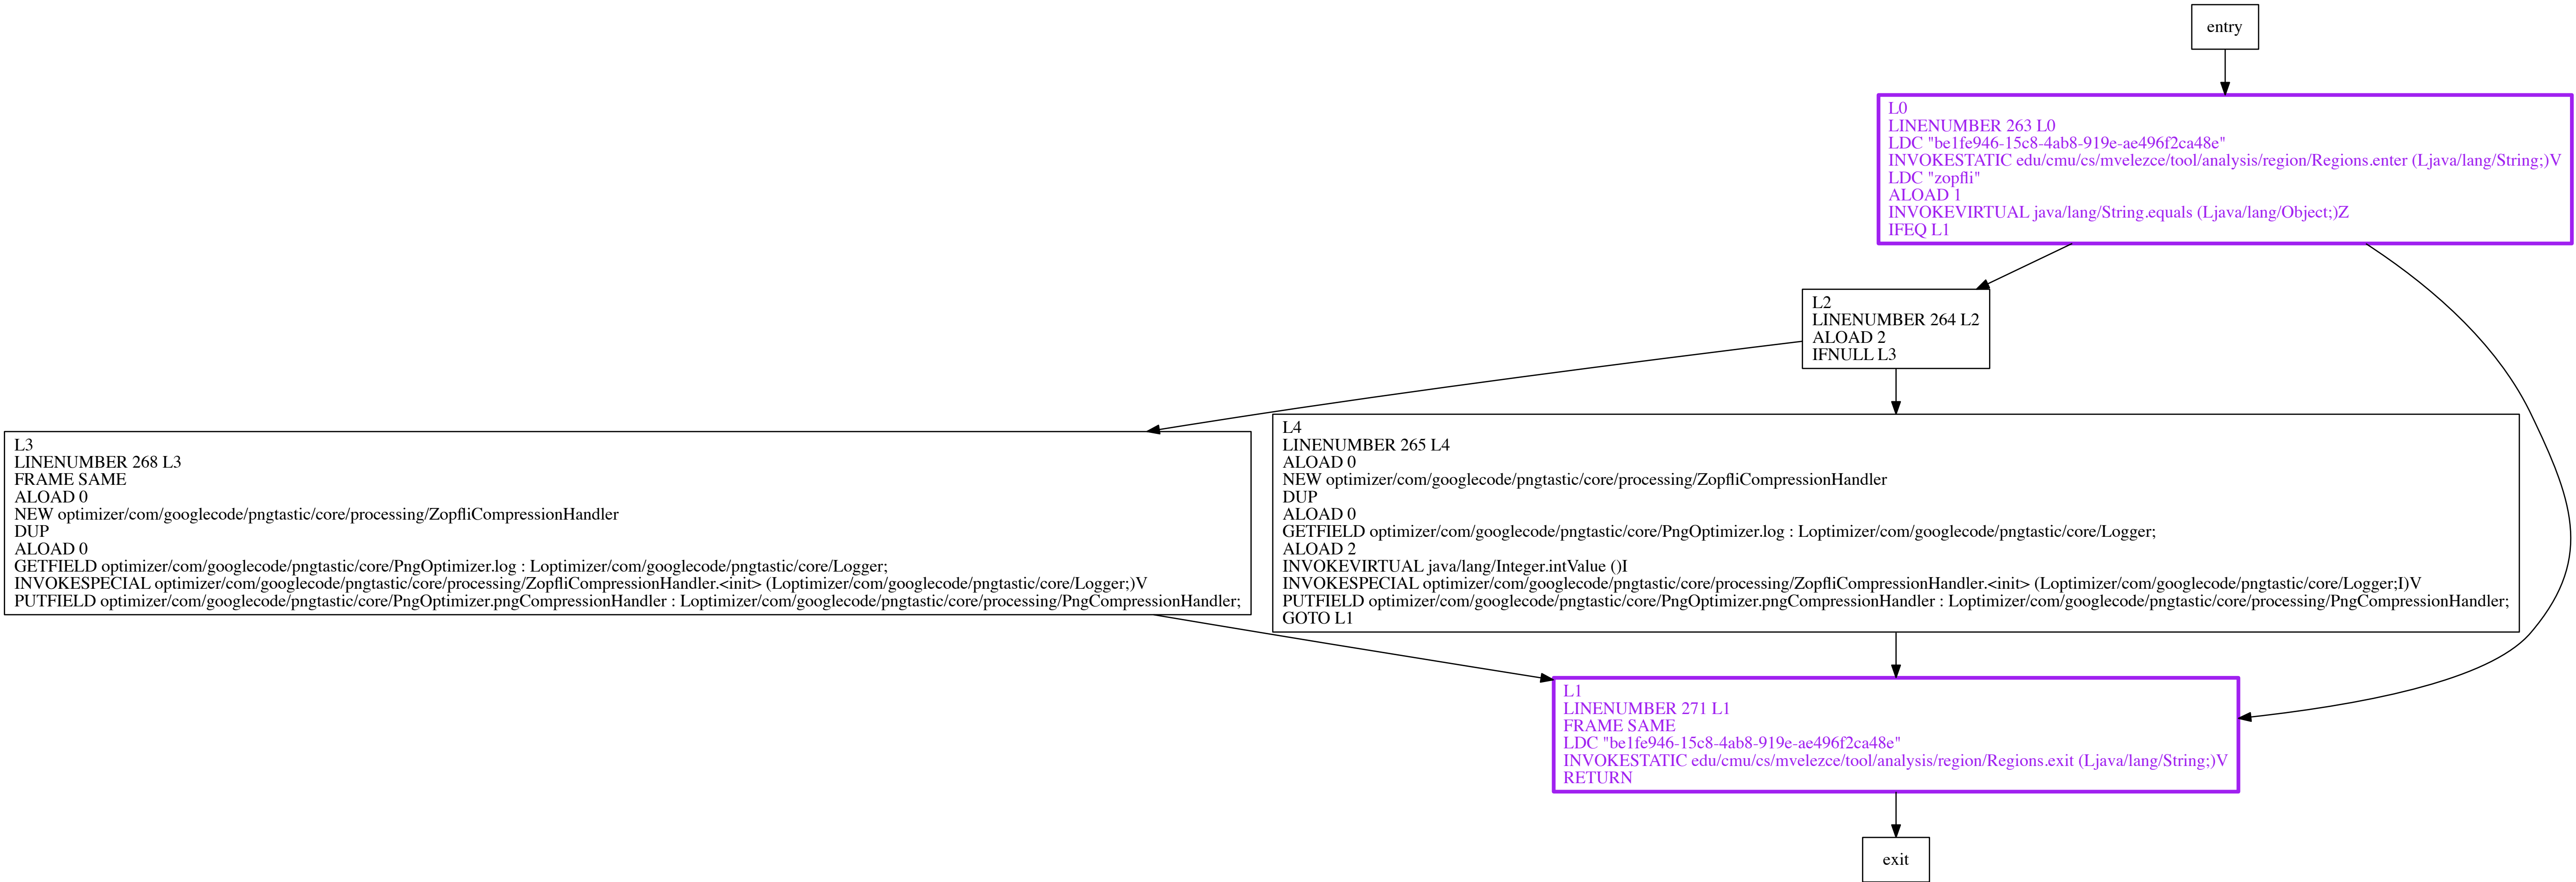 entry
L0
LINENUMBER 263 L0
LDC "be1fe946-15c8-4ab8-919e-ae496f2ca48e"
INVOKESTATIC edu/cmu/cs/mvelezce/tool/analysis/region/Regions.enter (Ljava/lang/String;)V
LDC "zopfli"
ALOAD 1
INVOKEVIRTUAL java/lang/String.equals (Ljava/lang/Object;)Z
IFEQ L1
L2
LINENUMBER 264 L2
ALOAD 2
IFNULL L3
L3
LINENUMBER 268 L3
FRAME SAME
ALOAD 0
NEW optimizer/com/googlecode/pngtastic/core/processing/ZopfliCompressionHandler
DUP
ALOAD 0
GETFIELD optimizer/com/googlecode/pngtastic/core/PngOptimizer.log : Loptimizer/com/googlecode/pngtastic/core/Logger;
INVOKESPECIAL optimizer/com/googlecode/pngtastic/core/processing/ZopfliCompressionHandler.<init> (Loptimizer/com/googlecode/pngtastic/core/Logger;)V
PUTFIELD optimizer/com/googlecode/pngtastic/core/PngOptimizer.pngCompressionHandler : Loptimizer/com/googlecode/pngtastic/core/processing/PngCompressionHandler;
L4
LINENUMBER 265 L4
ALOAD 0
NEW optimizer/com/googlecode/pngtastic/core/processing/ZopfliCompressionHandler
DUP
ALOAD 0
GETFIELD optimizer/com/googlecode/pngtastic/core/PngOptimizer.log : Loptimizer/com/googlecode/pngtastic/core/Logger;
ALOAD 2
INVOKEVIRTUAL java/lang/Integer.intValue ()I
INVOKESPECIAL optimizer/com/googlecode/pngtastic/core/processing/ZopfliCompressionHandler.<init> (Loptimizer/com/googlecode/pngtastic/core/Logger;I)V
PUTFIELD optimizer/com/googlecode/pngtastic/core/PngOptimizer.pngCompressionHandler : Loptimizer/com/googlecode/pngtastic/core/processing/PngCompressionHandler;
GOTO L1
L1
LINENUMBER 271 L1
FRAME SAME
LDC "be1fe946-15c8-4ab8-919e-ae496f2ca48e"
INVOKESTATIC edu/cmu/cs/mvelezce/tool/analysis/region/Regions.exit (Ljava/lang/String;)V
RETURN
exit